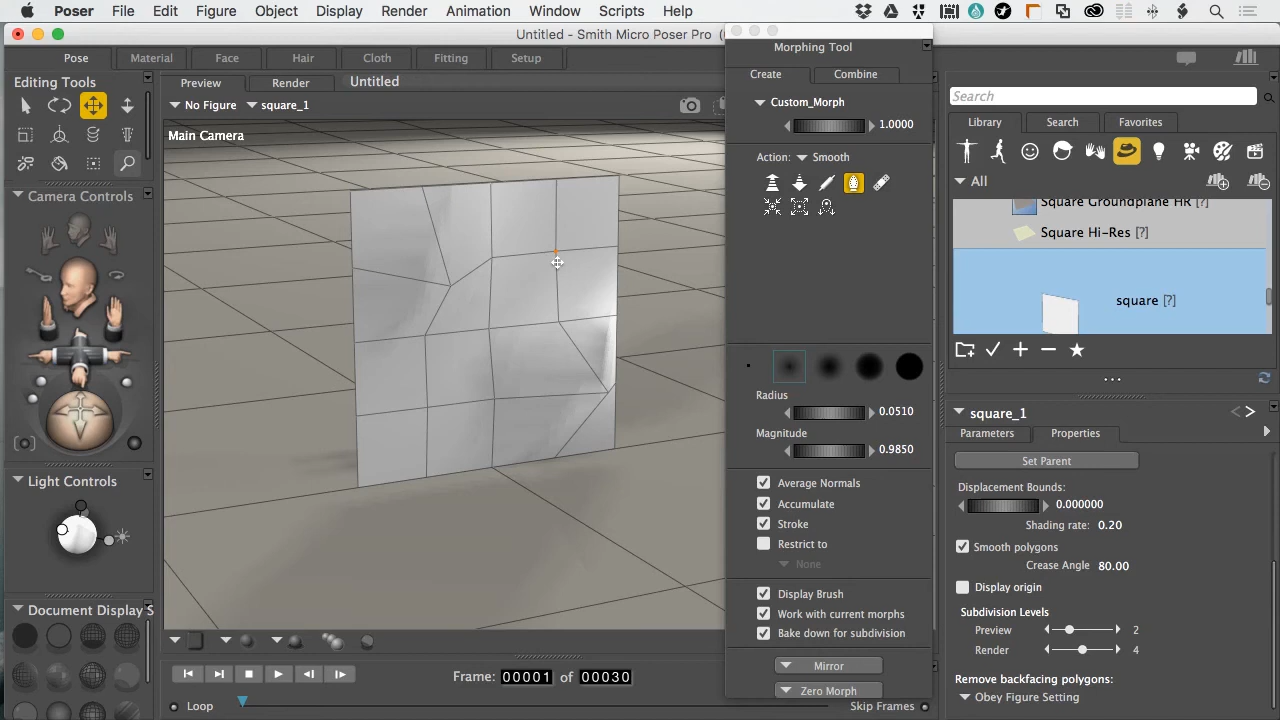 Poser File Edit Figure Object Display Render Animation Window Scripts Help
Untitled - Smith Micro Poser Pro
Pose Material Face Hair Cloth Fitting Setup
Editing Tools
Preview Render Untitled
No Figure square_1
Main Camera
Camera Controls
Light Controls
Document Display S
Loop
Frame: 00001 of 00030
Skip Frames
Morphing Tool
Create Combine
Custom_Morph
1.0000
Action: Smooth
Radius
0.0510
Magnitude
0.9850
Average Normals
Accumulate
Stroke
Restrict to
None
Display Brush
Work with current morphs
Bake down for subdivision
Mirror
Zero Morph
Search
Library Search Favorites
All
Square Groundplane HR [?]
Square Hi-Res [?]
square [?]
square_1
Parameters Properties
Set Parent
Displacement Bounds:
0.000000
Shading rate: 0.20
Smooth polygons
Crease Angle 80.00
Display origin
Subdivision Levels
Preview 2
Render 4
Remove backfacing polygons:
Obey Figure Setting